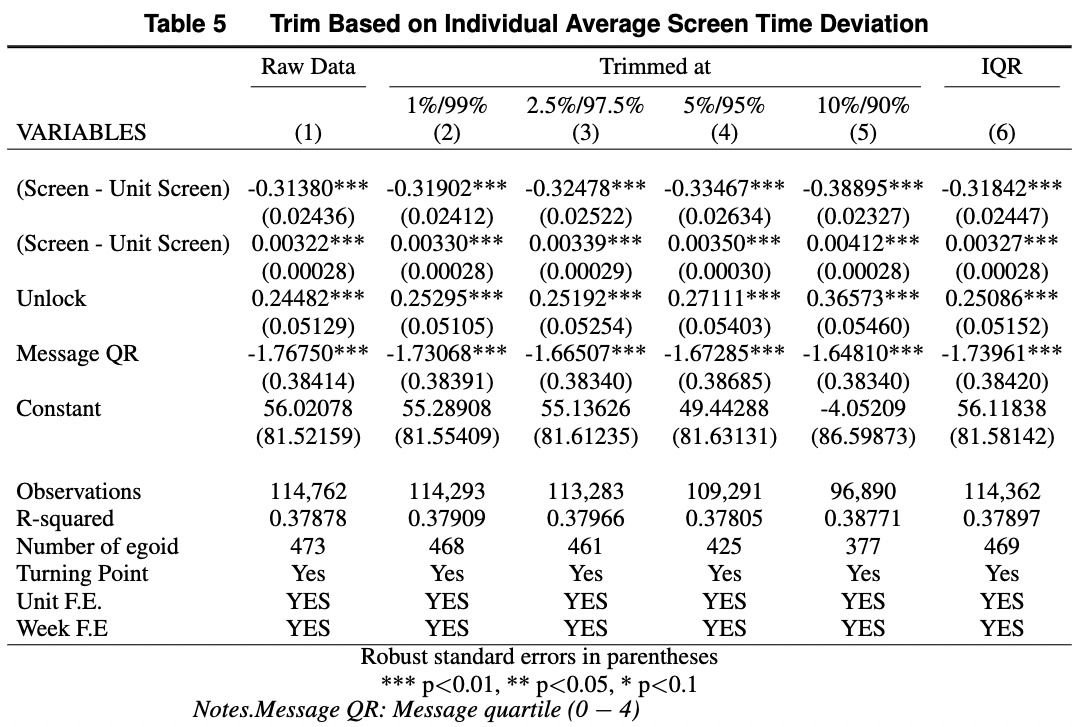 Table 5 Trim Based on Individual Average Screen Time Deviation
Raw Data Trimmed at IQR
1%/99% 2.5%/97.5% 5%/95% 10%/90%
VARIABLES (1) (2) (3) (4) (5) (6)
(Screen - Unit Screen) -0.31380*** -0.31902*** -0.32478*** -0.33467*** -0.38895*** -0.31842***
(0.02436) (0.02412) (0.02522) (0.02634) (0.02327) (0.02447)
(Screen - Unit Screen) 0.00322*** 0.00330*** 0.00339*** 0.00350*** 0.00412*** 0.00327***
(0.00028) (0.00028) (0.00029) (0.00030) (0.00028) (0.00028)
Unlock 0.24482*** 0.25295*** 0.25192*** 0.27111*** 0.36573*** 0.25086***
(0.05129) (0.05105) (0.05254) (0.05403) (0.05460) (0.05152)
Message QR -1.76750*** -1.73068*** -1.66507*** -1.67285*** -1.64810*** -1.73961***
(0.38414) (0.38391) (0.38340) (0.38685) (0.38340) (0.38420)
Constant 56.02078 55.28908 55.13626 49.44288 -4.05209 56.11838
(81.52159) (81.55409) (81.61235) (81.63131) (86.59873) (81.58142)
Observations 114,762 114,293 113,283 109,291 96,890 114,362
R-squared 0.37878 0.37909 0.37966 0.37805 0.38771 0.37897
Number of egoid 473 468 461 425 377 469
Turning Point Yes Yes Yes Yes Yes Yes
Unit F.E. YES YES YES YES YES YES
Week F.E YES YES YES YES YES YES
Robust standard errors in parentheses
*** p<0.01, ** p<0.05, * p<0.1
Notes.Message QR: Message quartile (0 − 4)